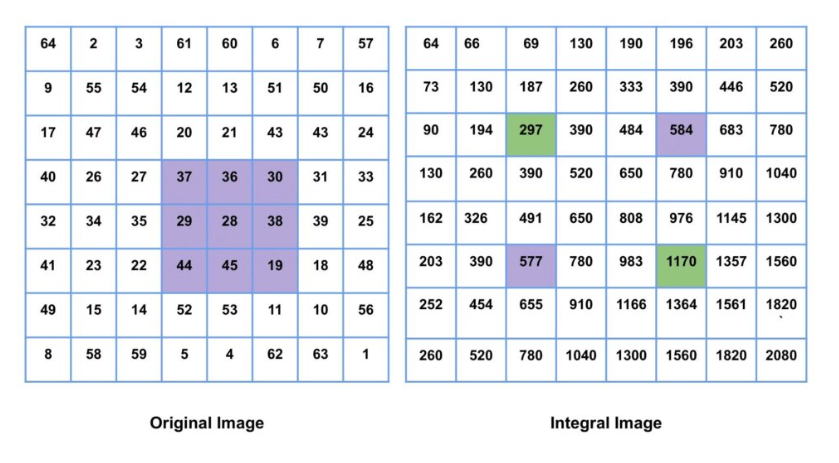 64 2 3 61 60 6 7 57
9 55 54 12 13 51 50 16
17 47 46 20 21 43 43 24
40 26 27 37 36 30 31 33
32 34 35 29 28 38 39 25
41 23 22 44 45 19 18 48
49 15 14 52 53 11 10 56
8 58 59 5 4 62 63 1
Original Image
64 66 69 130 190 196 203 260
73 130 187 260 333 390 446 520
90 194 297 390 484 584 683 780
130 260 390 520 650 780 910 1040
162 326 491 650 808 976 1145 1300
203 390 577 780 983 1170 1357 1560
252 454 655 910 1166 1364 1561 1820
260 520 780 1040 1300 1560 1820 2080
Integral Image